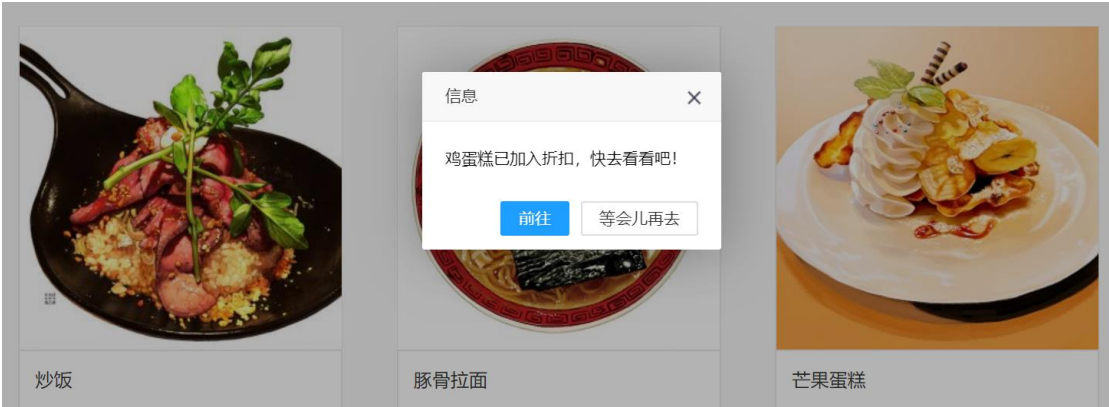 信息
鸡蛋糕已加入折扣，快去看看吧！
前往
等会儿再去
炒饭
豚骨拉面
芒果蛋糕